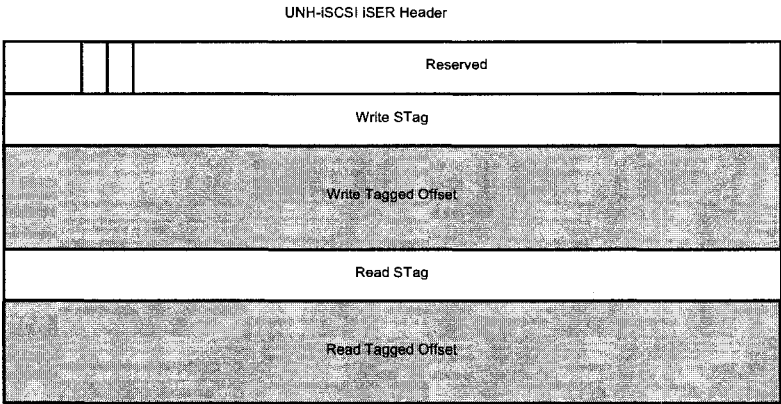 UNH-iSCSI iSER Header
Reserved
Write STag
Write Tagged Offset
Read STag
Read Tagged Offset